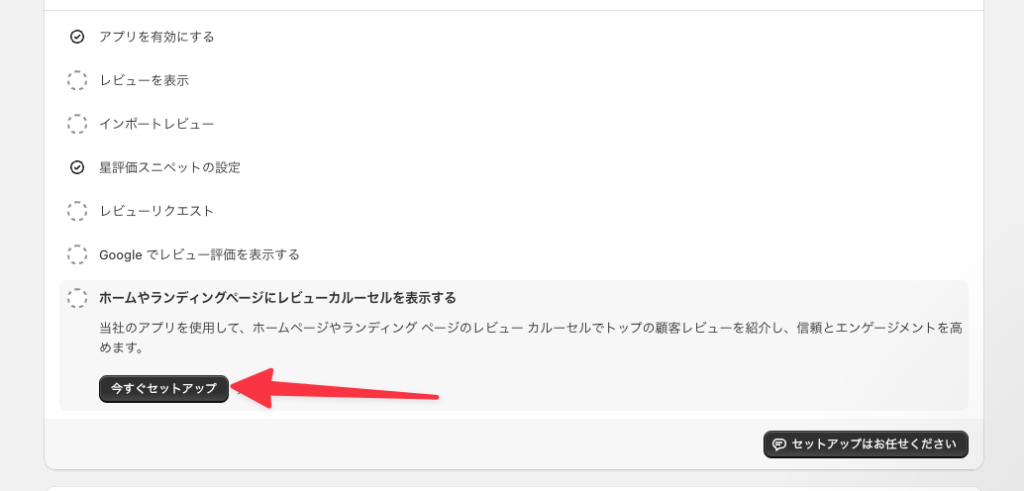 アプリを有効にする
レビューを表示
インポートレビュー
星評価スニペットの設定
レビューリクエスト
Google でレビュー評価を表示する
ホームやランディングページにレビューカルーセルを表示する
当社のアプリを使用して、ホームページやランディング ページのレビュー カルーセルでトップの顧客レビューを紹介し、信頼とエンゲージメントを高
めます。
今すぐセットアップ
セットアップはお任せください